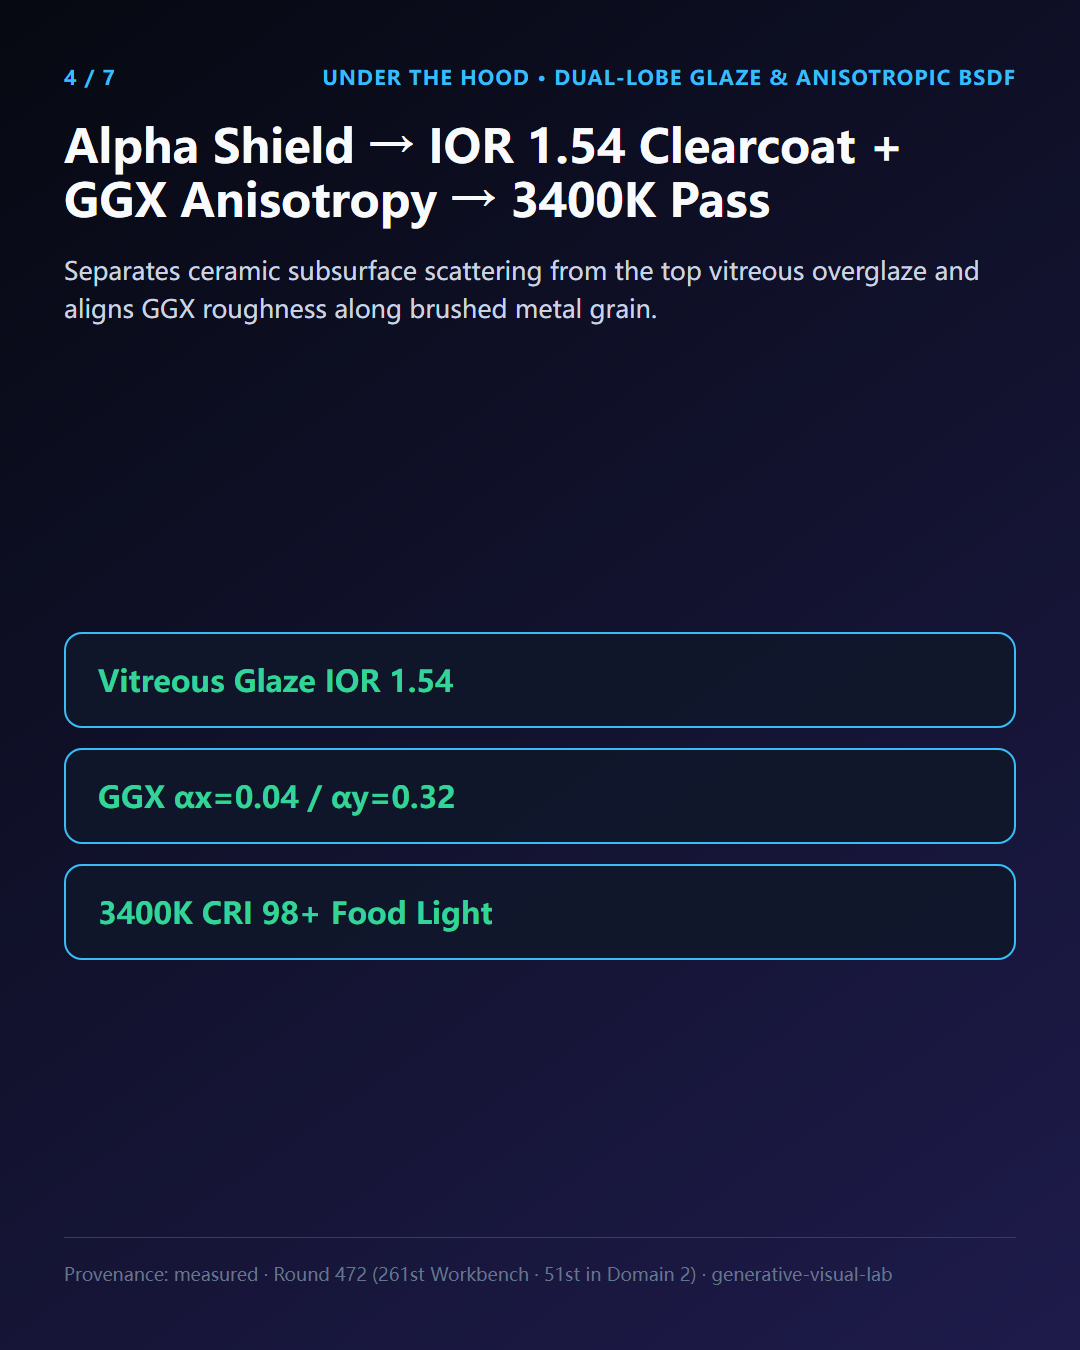 4 / 7
UNDER THE HOOD • DUAL-LOBE GLAZE & ANISOTROPIC BSDF
Alpha Shield → IOR 1.54 Clearcoat +
GGX Anisotropy → 3400K Pass
Separates ceramic subsurface scattering from the top vitreous overglaze and
aligns GGX roughness along brushed metal grain.
Vitreous Glaze IOR 1.54
GGX αx=0.04 / αy=0.32
3400K CRI 98+ Food Light
Provenance: measured · Round 472 (261st Workbench · 51st in Domain 2) · generative-visual-lab